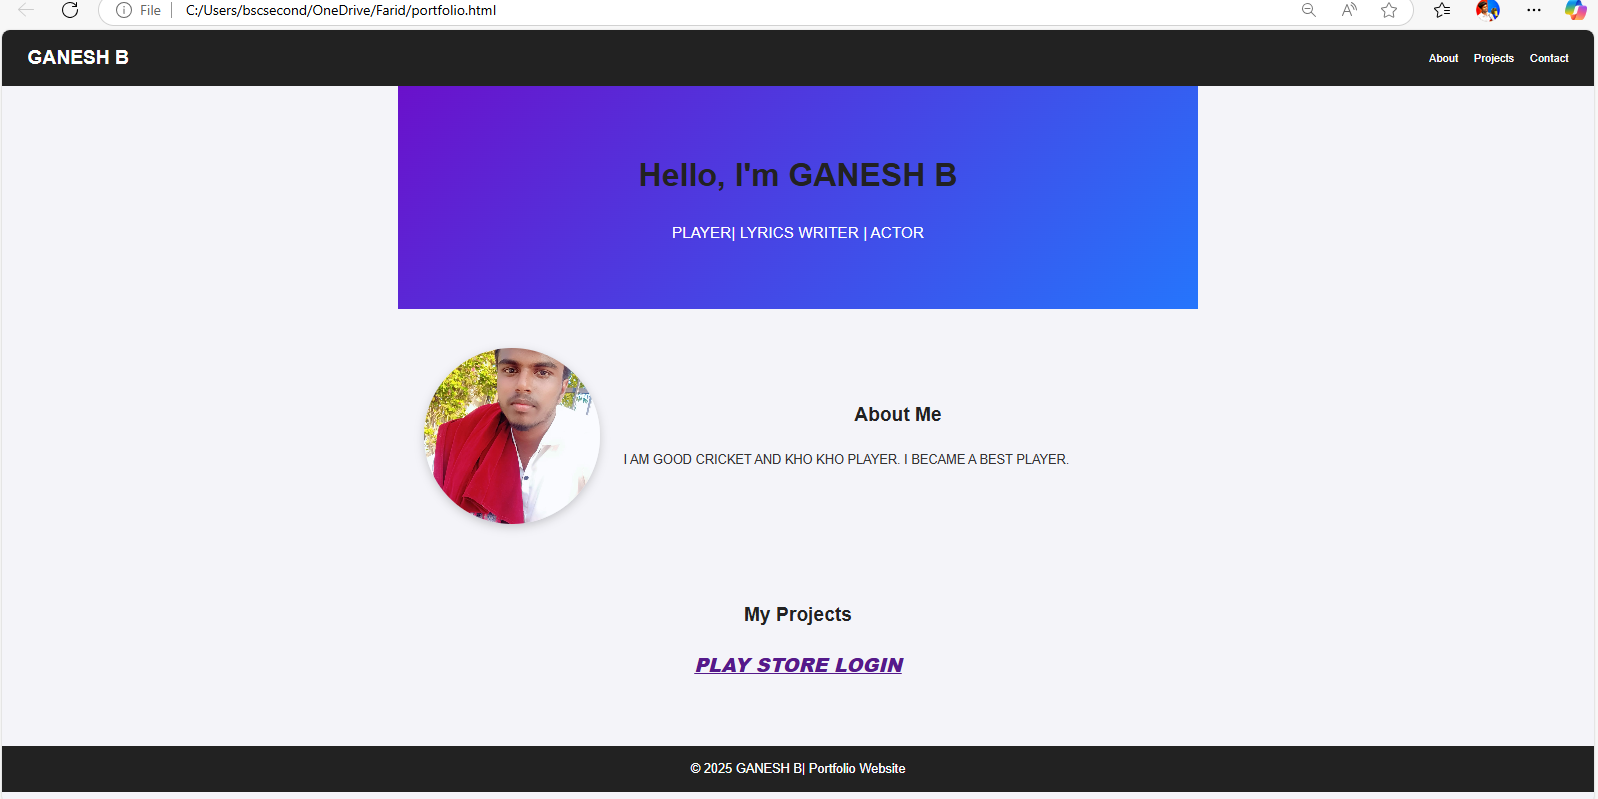 File C:/Users/bscsecond/OneDrive/Farid/portfolio.html
GANESH B
About Projects Contact
Hello, I'm GANESH B
PLAYER| LYRICS WRITER | ACTOR
About Me
I AM GOOD CRICKET AND KHO KHO PLAYER. I BECAME A BEST PLAYER.
My Projects
PLAY STORE LOGIN
© 2025 GANESH B| Portfolio Website